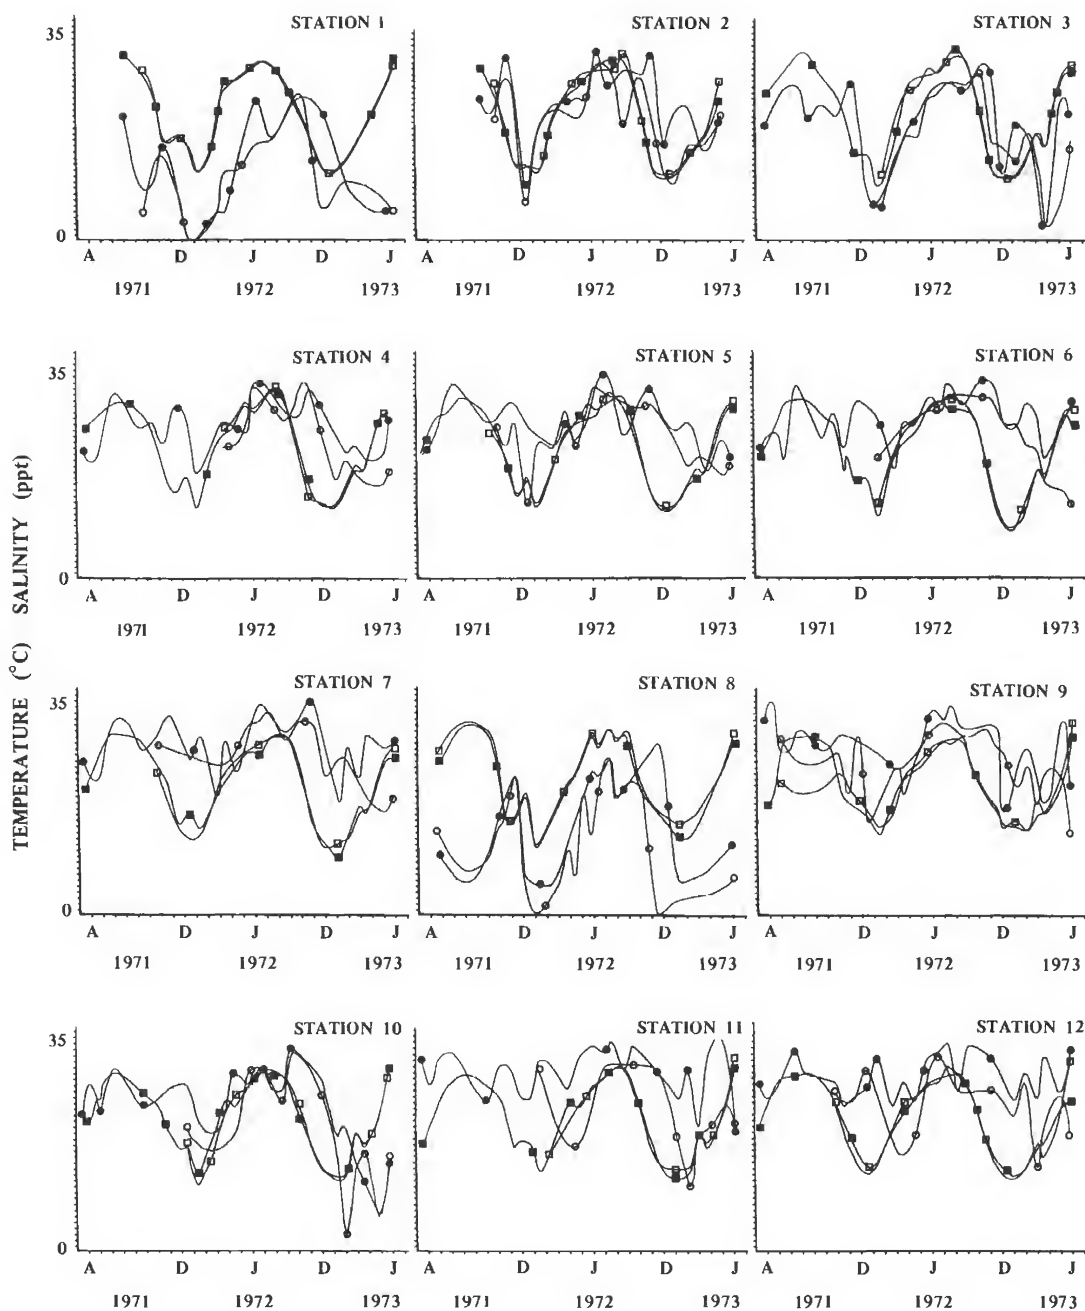 STATION 1 STATION 2 STATION 3
35
0
A D J D J D J D J D J D J
1971 1972 1973 1971 1972 1973 1971 1972 1973
STATION 4 STATION 5 STATION 6
35
0
A D J D J A D J D J A D J D J
1971 1972 1973 1971 1972 1973 1971 1972 1973
STATION 7 STATION 8 STATION 9
35
0
A D J D J A D J D J A D J D J
1971 1972 1973 1971 1972 1973 1971 1972 1973
STATION 10 STATION 11 STATION 12
35
0
A D J D J A D J D J A D J D J
1971 1972 1973 1971 1972 1973 1971 1972 1973
TEMPERATURE (°C) SALINITY (ppt)